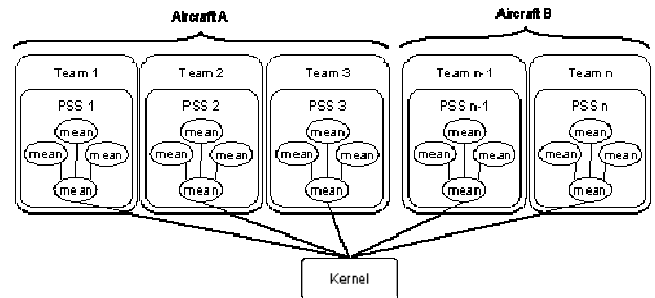 Aircraft A
Aircraft B
Team 1
Team 2
Team 3
Team n-1
Team n
PSS 1
PSS 2
PSS 3
PSS n-1
PSS n
mean
mean
mean
mean
mean
mean mean
mean mean
mean mean
mean mean
mean mean
mean
mean
mean
mean
mean
Kernel